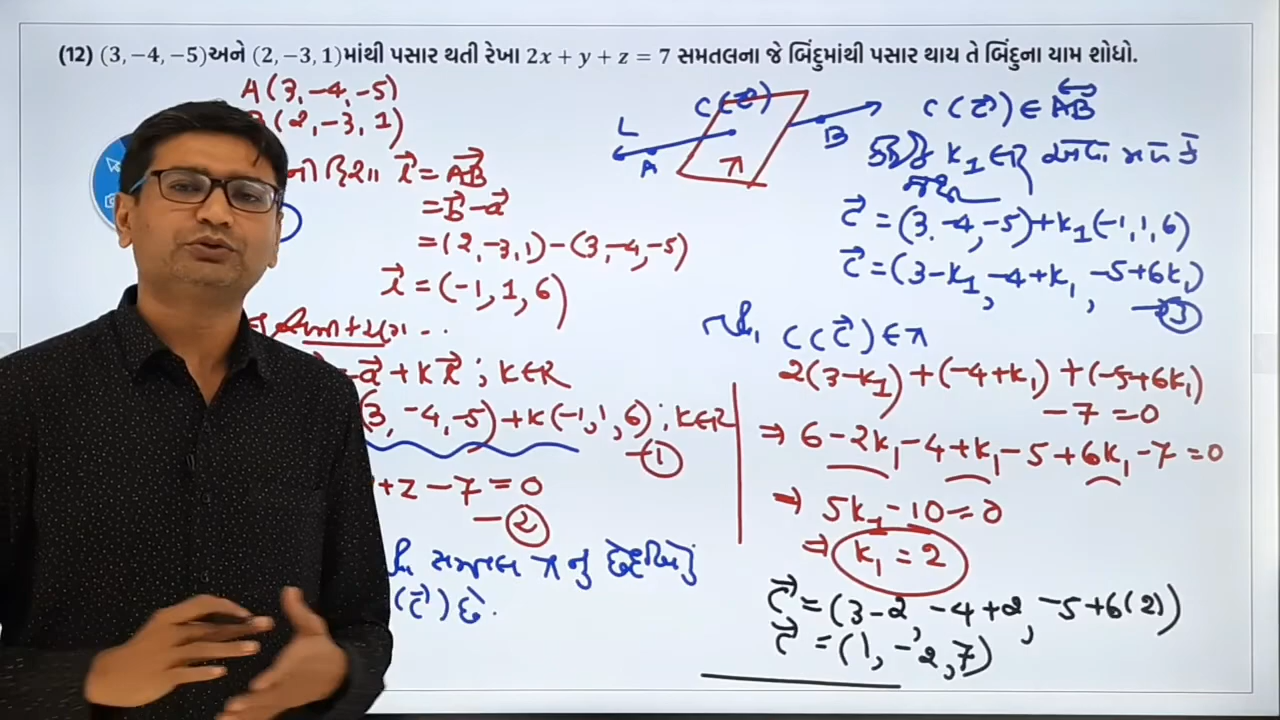 (12) (3, −4, −5)અને (2, −3, 1)માંથી પસાર થતી રેખા 2x + y + z = 7 સમતલના જે બિંદુમાંથી પસાર થાય તે બિંદુના યામ શોધો.
A(3, -4, -5)
(2, -3, 1)
ની દિશા l⃗ = A⃗B⃗
= b⃗ - a⃗
= (2, -3, 1) - (3, -4, -5)
l⃗ = (-1, 1, 6)
a⃗ + k l⃗ ; k∈R
(3, -4, -5) + k(-1, 1, 6) ; k∈R
→ ①
+ z - 7 = 0
— ②
સમતલ π નું છેદબિંદુ
(c⃗) છે.
C(c⃗)
L
A
π
B
C(c⃗) ∈ A⃡B⃡
કોઈક k₁ ∈ R
c⃗ = (3, -4, -5) + k₁(-1, 1, 6)
c⃗ = (3-k₁, -4+k₁, -5+6k₁)
→ ③
C(c⃗) ∈ π
2(3-k₁) + (-4+k₁) + (-5+6k₁)
-7 = 0
⇒ 6 - 2k₁ - 4 + k₁ - 5 + 6k₁ - 7 = 0
⇒ 5k₁ - 10 = 0
⇒ k₁ = 2
c⃗ = (3-2, -4+2, -5+6(2))
c⃗ = (1, -2, 7)